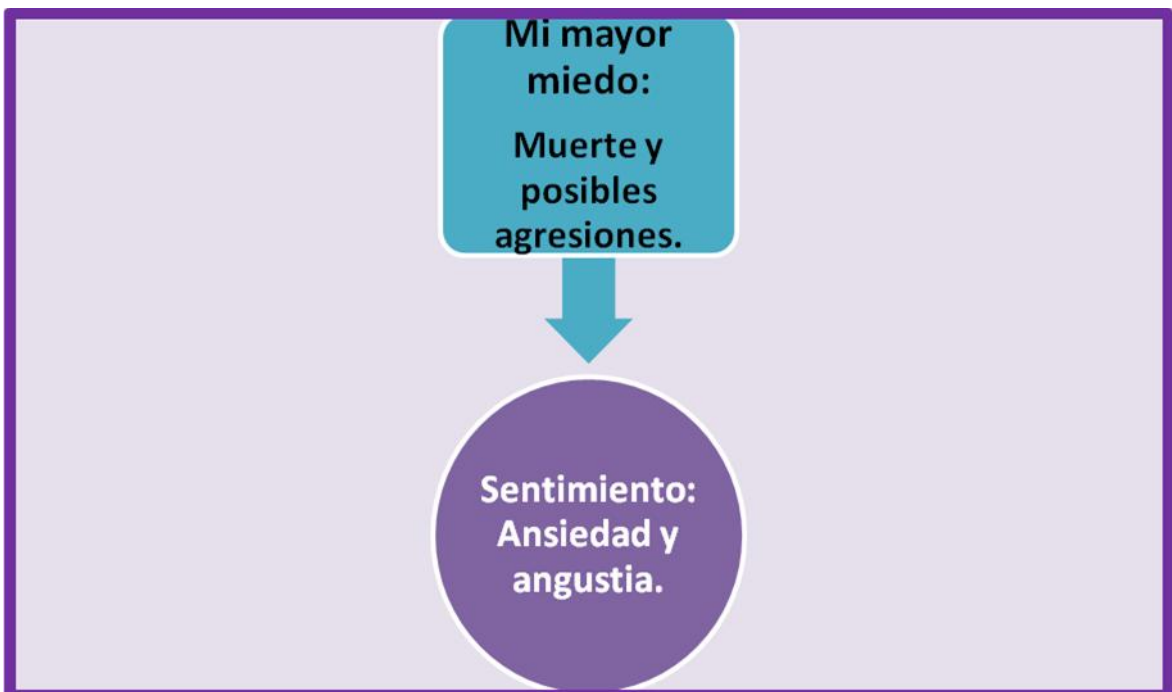 Mi mayor
miedo:
Muerte y
posibles
agresiones.
Sentimiento:
Ansiedad y
angustia.